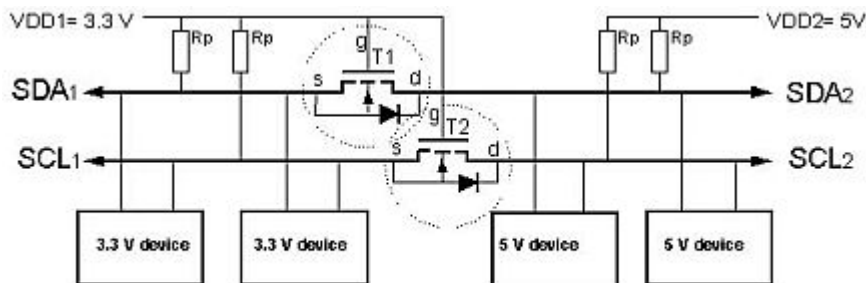 VDD1= 3.3 V
VDD2= 5V
Rp
Rp
Rp
Rp
g
T1
s
d
SDA1
SDA2
g
T2
s
d
SCL1
SCL2
3.3 V device
3.3 V device
5 V device
5 V device